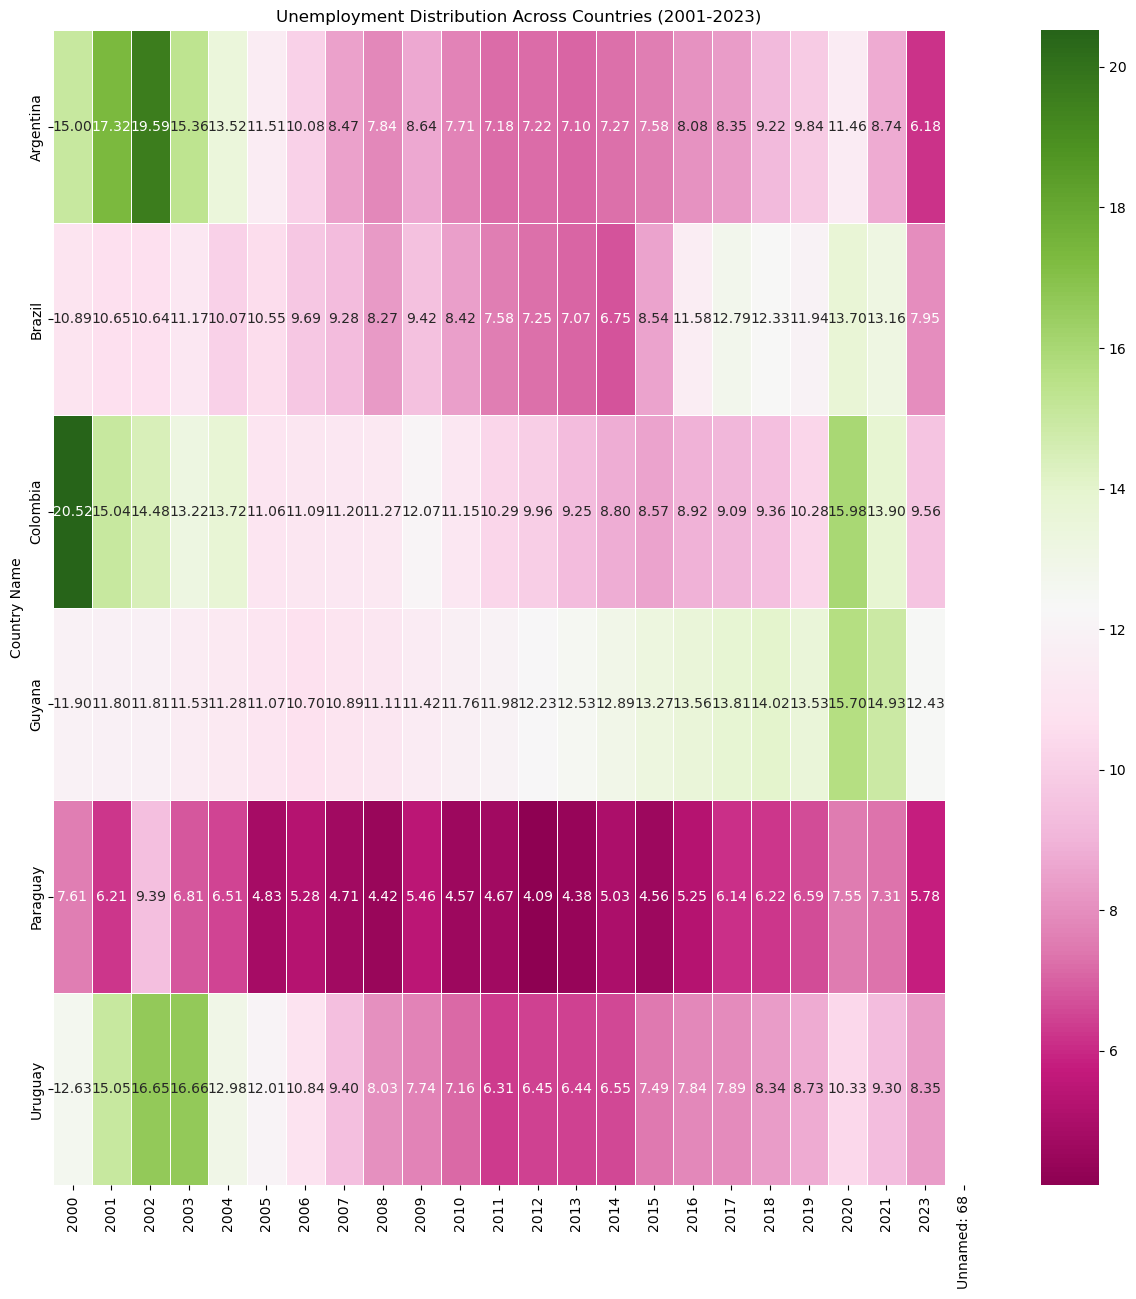 Unemployment Distribution Across Countries (2001-2023)
Country Name
Argentina 15.00 17.32 19.59 15.36 13.52 11.51 10.08 8.47 7.84 8.64 7.71 7.18 7.22 7.10 7.27 7.58 8.08 8.35 9.22 9.84 11.46 8.74 6.18
Brazil 10.89 10.65 10.64 11.17 10.07 10.55 9.69 9.28 8.27 9.42 8.42 7.58 7.25 7.07 6.75 8.54 11.58 12.79 12.33 11.94 13.70 13.16 7.95
Colombia 20.52 15.04 14.48 13.22 13.72 11.06 11.09 11.20 11.27 12.07 11.15 10.29 9.96 9.25 8.80 8.57 8.92 9.09 9.36 10.28 15.98 13.90 9.56
Guyana 11.90 11.80 11.81 11.53 11.28 11.07 10.70 10.89 11.11 11.42 11.76 11.98 12.23 12.53 12.89 13.27 13.56 13.81 14.02 13.53 15.70 14.93 12.43
Paraguay 7.61 6.21 9.39 6.81 6.51 4.83 5.28 4.71 4.42 5.46 4.57 4.67 4.09 4.38 5.03 4.56 5.25 6.14 6.22 6.59 7.55 7.31 5.78
Uruguay 12.63 15.05 16.65 16.66 12.98 12.01 10.84 9.40 8.03 7.74 7.16 6.31 6.45 6.44 6.55 7.49 7.84 7.89 8.34 8.73 10.33 9.30 8.35
2000 2001 2002 2003 2004 2005 2006 2007 2008 2009 2010 2011 2012 2013 2014 2015 2016 2017 2018 2019 2020 2021 2023 Unnamed: 68
20
18
16
14
12
10
8
6